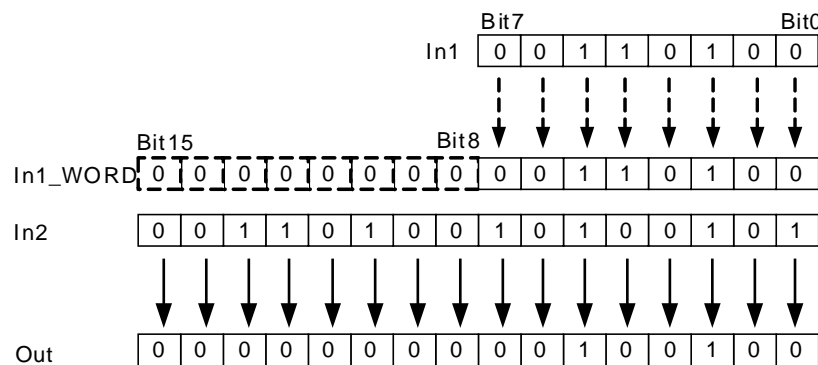 Bit7 Bit0
In1 0 0 1 1 0 1 0 0
Bit15 Bit8
In1_WORD 0 0 0 0 0 0 0 0 0 0 1 1 0 1 0 0
In2 0 0 1 1 0 1 0 0 1 0 1 0 0 1 0 1
Out 0 0 0 0 0 0 0 0 0 0 1 0 0 1 0 0